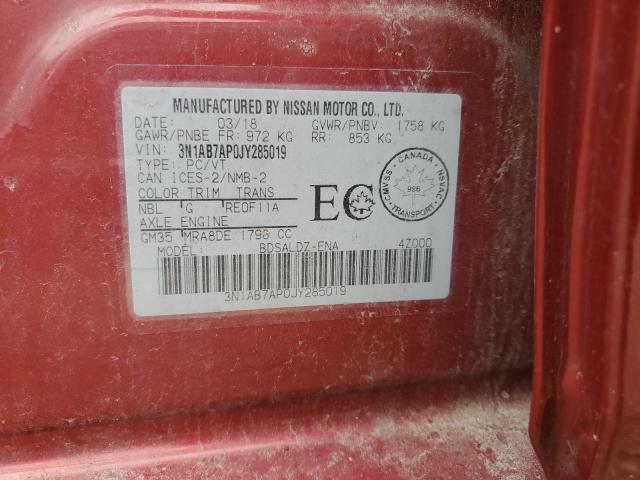 MANUFACTURED BY NISSAN MOTOR CO., LTD.
DATE: 03/18 GVWR/PNBV: 1758 KG
GAWR/PNBE FR: 972 KG RR: 853 KG
VIN: 3N1AB7AP0JY285019
TYPE: PC/VT
CAN ICES-2/NMB-2
COLOR TRIM TRANS
NBL G RE0F11A
AXLE ENGINE
GM35 MRA8DE 1798 CC
MODEL: BDSALDZ-ENA 4Z000
3N1AB7AP0JY285019
EC
CANADA
CMVSS NSVAC
986
TRANSPORT